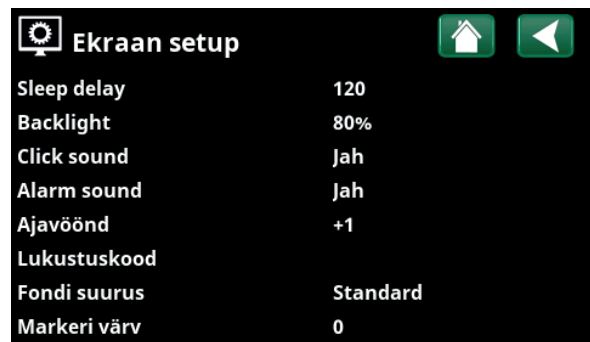 Ekraan setup
Sleep delay 120
Backlight 80%
Click sound Jah
Alarm sound Jah
Ajavöönd +1
Lukustuskood
Fondi suurus Standard
Markeri värv 0